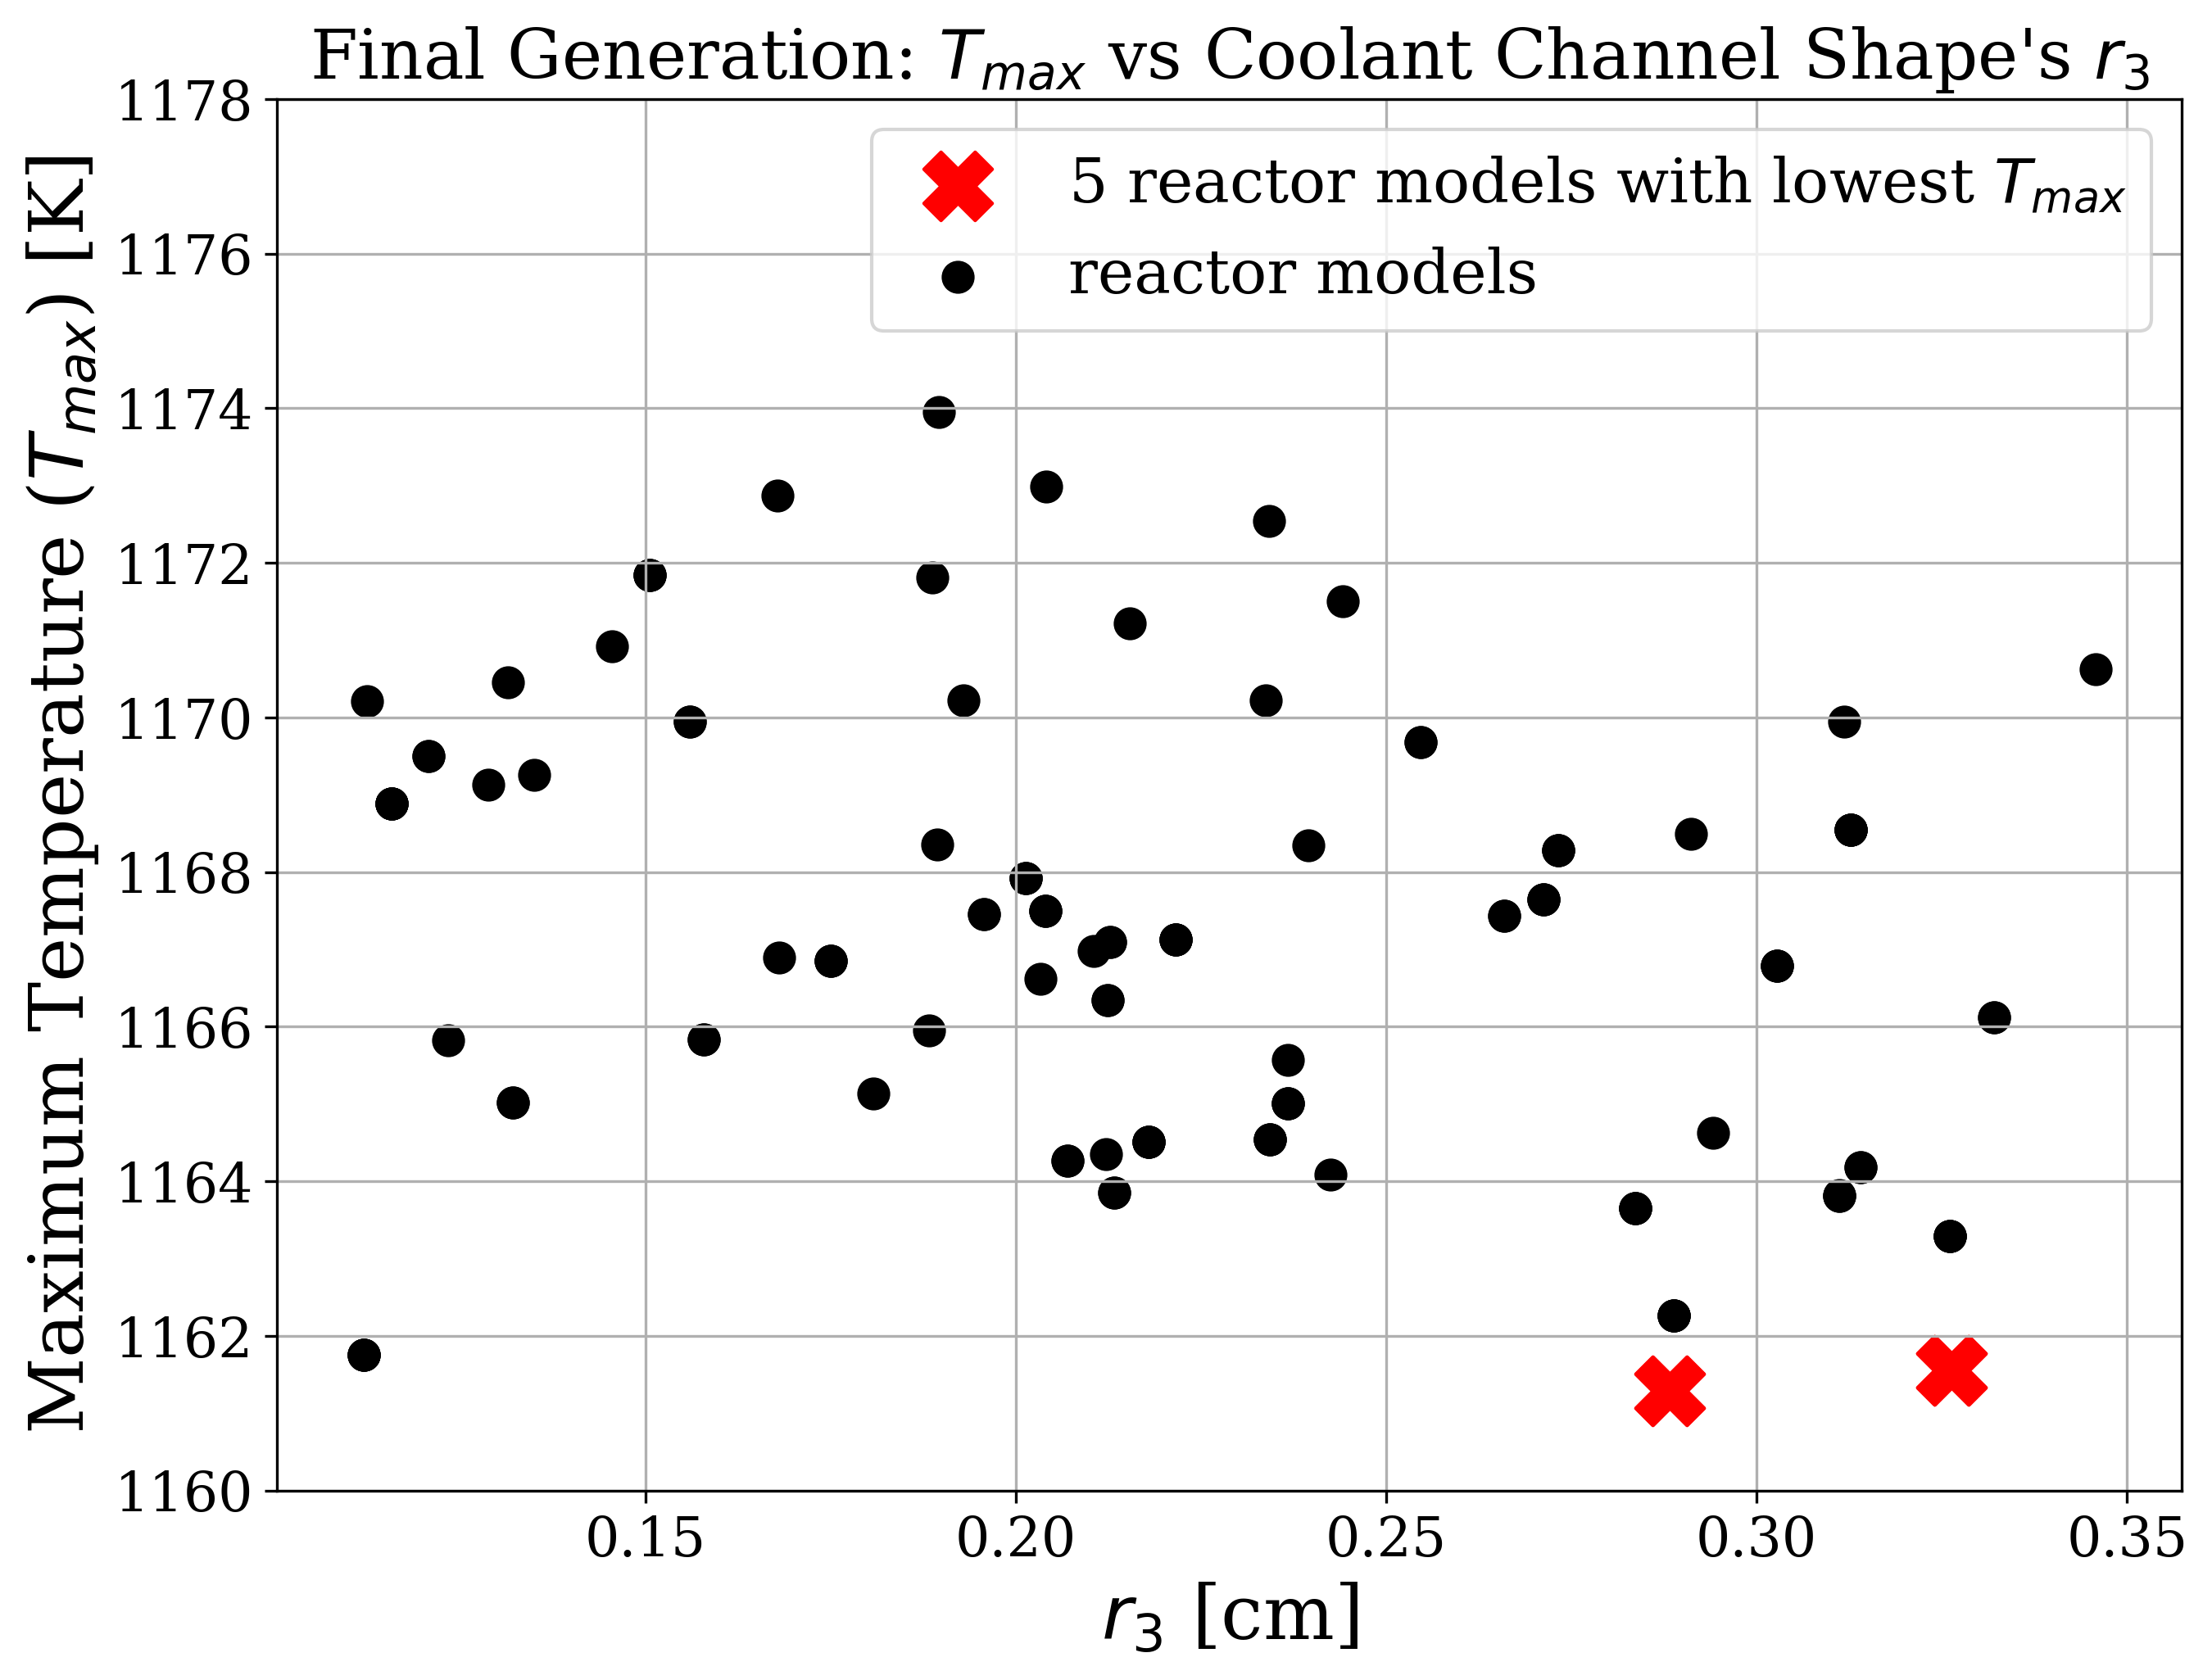 Final Generation: T_max vs Coolant Channel Shape's r_3
5 reactor models with lowest T_max
reactor models
Maximum Temperature (T_max) [K]
1178
1176
1174
1172
1170
1168
1166
1164
1162
1160
0.15 0.20 0.25 0.30 0.35
r_3 [cm]